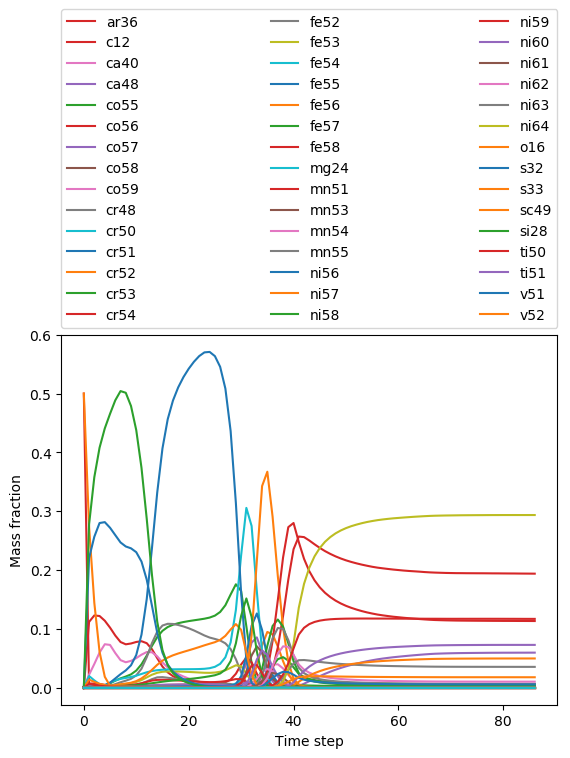 ar36 fe52 ni59
c12 fe53 ni60
ca40 fe54 ni61
ca48 fe55 ni62
co55 fe56 ni63
co56 fe57 ni64
co57 fe58 o16
co58 mg24 s32
co59 mn51 s33
cr48 mn53 sc49
cr50 mn54 si28
cr51 mn55 ti50
cr52 ni56 ti51
cr53 ni57 v51
cr54 ni58 v52
0.6
0.5
0.4
0.3
0.2
0.1
0.0
Mass fraction
0 20 40 60 80
Time step